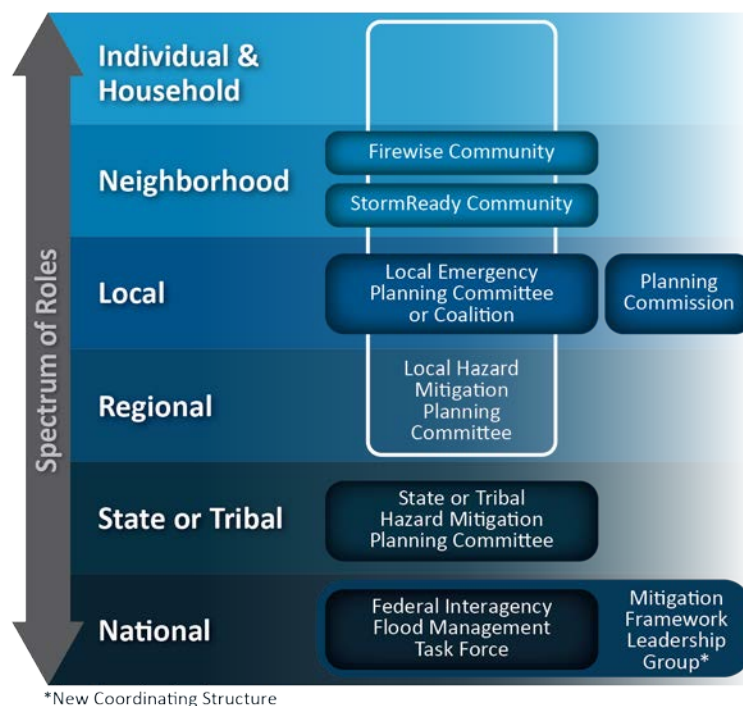 Spectrum of Roles
Individual &
Household
Neighborhood
Firewise Community
StormReady Community
Local
Local Emergency
Planning Committee
or Coalition
Planning
Commission
Regional
Local Hazard
Mitigation
Planning
Committee
State or Tribal
State or Tribal
Hazard Mitigation
Planning Committee
National
Federal Interagency
Flood Management
Task Force
Mitigation
Framework
Leadership
Group*
*New Coordinating Structure